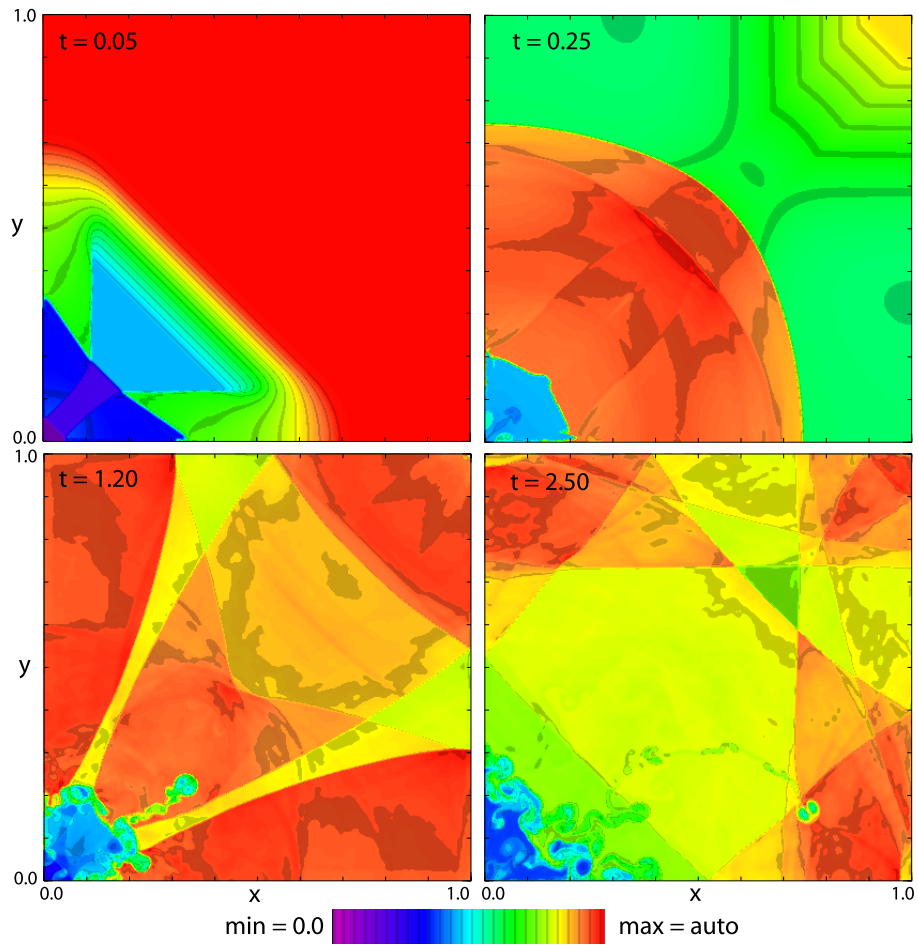 1.0
t = 0.05
t = 0.25
y
0.0
1.0
t = 1.20
t = 2.50
y
0.0
0.0 x 1.0 0.0 x 1.0
min = 0.0 max = auto